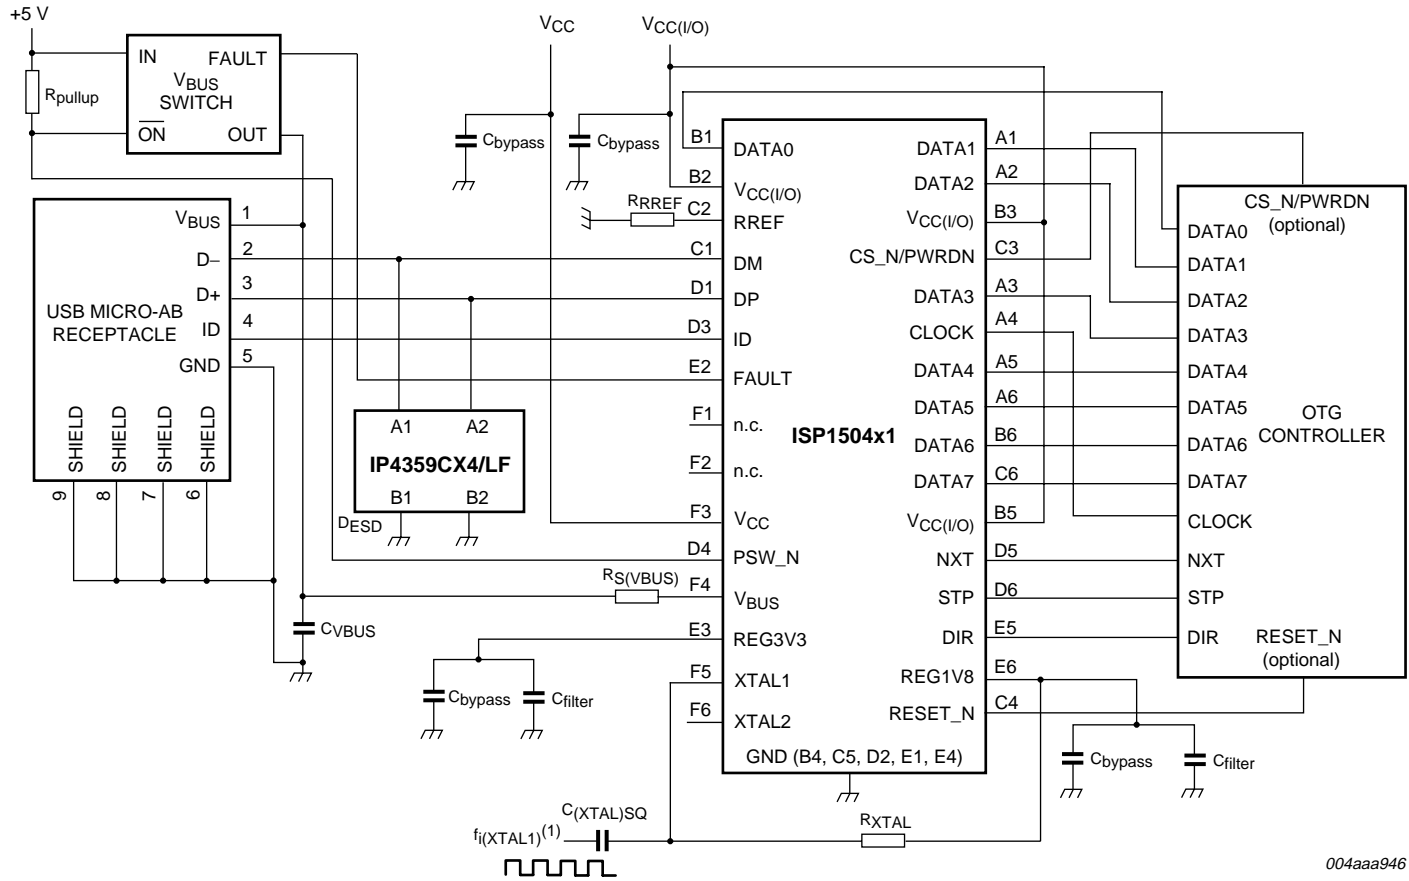 +5 V
Rpullup
IN
FAULT
VBUS
SWITCH
ON
OUT
VCC
VCC(I/O)
Cbypass
Cbypass
USB MICRO-AB
RECEPTACLE
VBUS
1
D−
2
D+
3
ID
4
GND
5
SHIELD
SHIELD
SHIELD
SHIELD
9
8
7
6
CVBUS
A1
A2
IP4359CX4/LF
B1
B2
DESD
RRREF
RS(VBUS)
Cbypass
Cfilter
ISP1504x1
B1
DATA0
B2
VCC(I/O)
C2
RREF
C1
DM
D1
DP
D3
ID
E2
FAULT
F1
n.c.
F2
n.c.
F3
VCC
D4
PSW_N
F4
VBUS
E3
REG3V3
F5
XTAL1
F6
XTAL2
GND (B4, C5, D2, E1, E4)
DATA1
A1
DATA2
A2
VCC(I/O)
B3
CS_N/PWRDN
C3
DATA3
A3
CLOCK
A4
DATA4
A5
DATA5
A6
DATA6
B6
DATA7
C6
VCC(I/O)
B5
NXT
D5
STP
D6
DIR
E5
REG1V8
E6
RESET_N
C4
CS_N/PWRDN
(optional)
DATA0
DATA1
DATA2
DATA3
DATA4
DATA5
DATA6
DATA7
CLOCK
NXT
STP
DIR
OTG
CONTROLLER
RESET_N
(optional)
Cbypass
Cfilter
C(XTAL)SQ
fi(XTAL1)(1)
RXTAL
004aaa946